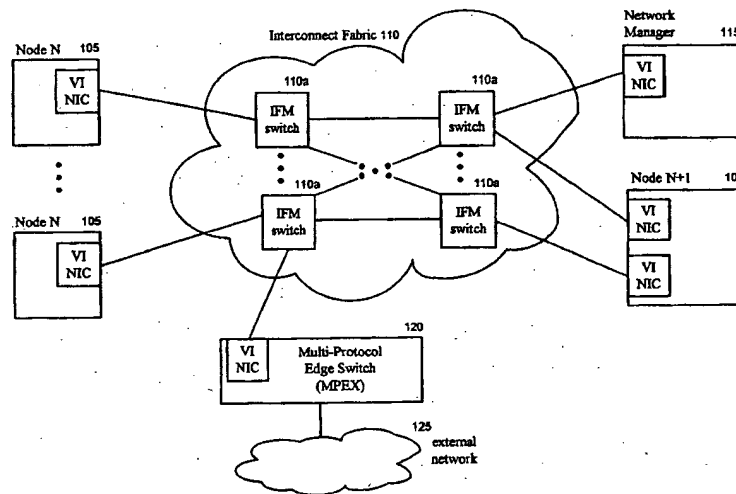 Node N 105
VI
NIC
Interconnect Fabric 110
Network
Manager 115
VI
NIC
110a
IFM
switch
110a
IFM
switch
110a
IFM
switch
110a
IFM
switch
Node N 105
VI
NIC
Node N+1
VI
NIC
VI
NIC
120
VI
NIC
Multi-Protocol
Edge Switch
(MPEX)
125
external
network